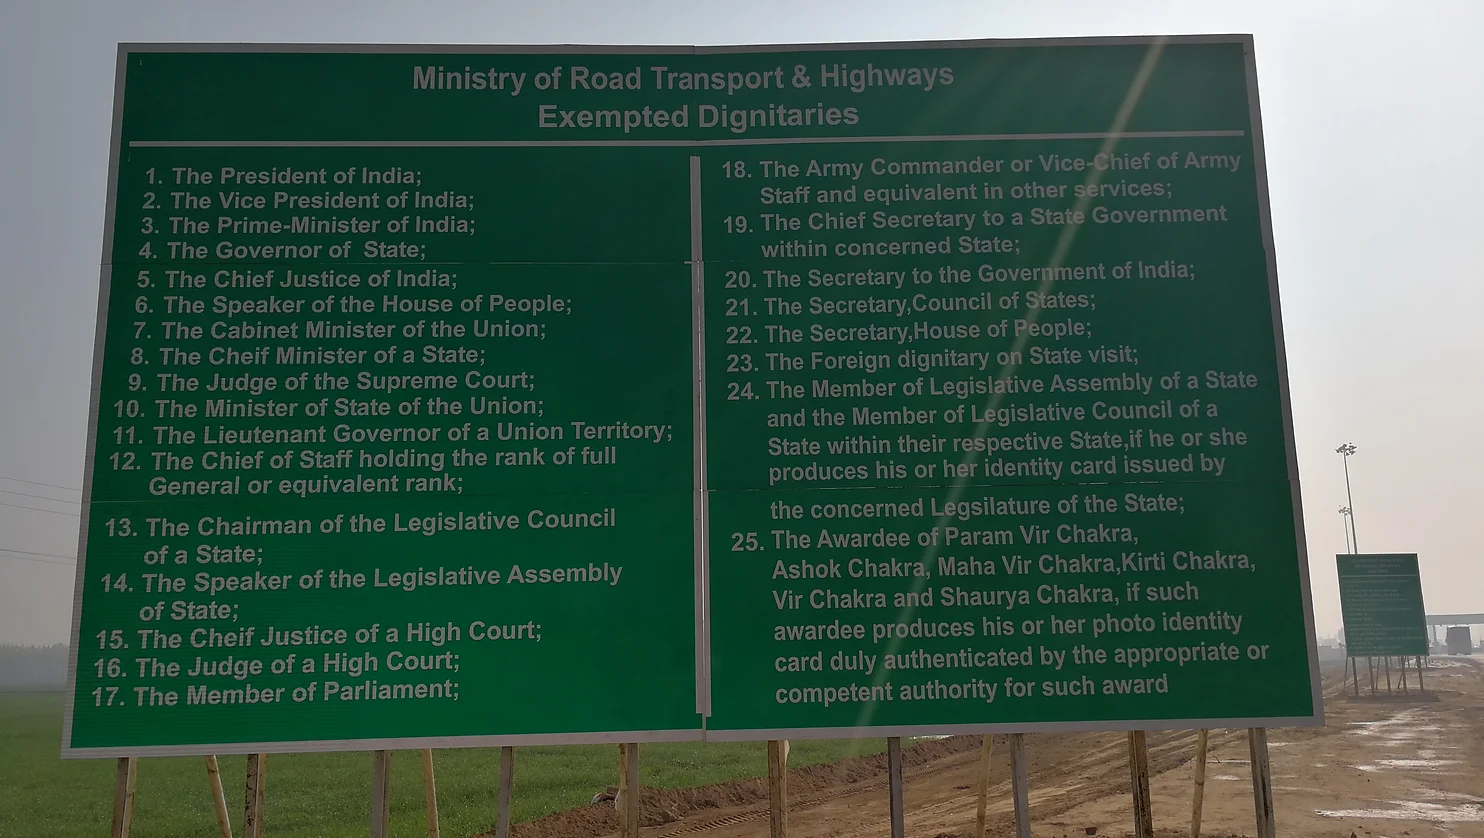 Ministry of Road Transport & Highways
Exempted Dignitaries
1. The President of India;
2. The Vice President of India;
3. The Prime-Minister of India;
4. The Governor of State;
5. The Chief Justice of India;
6. The Speaker of the House of People;
7. The Cabinet Minister of the Union;
8. The Cheif Minister of a State;
9. The Judge of the Supreme Court;
10. The Minister of State of the Union;
11. The Lieutenant Governor of a Union Territory;
12. The Chief of Staff holding the rank of full
General or equivalent rank;
13. The Chairman of the Legislative Council
of a State;
14. The Speaker of the Legislative Assembly
of State;
15. The Cheif Justice of a High Court;
16. The Judge of a High Court;
17. The Member of Parliament;
18. The Army Commander or Vice-Chief of Army
Staff and equivalent in other services;
19. The Chief Secretary to a State Government
within concerned State;
20. The Secretary to the Government of India;
21. The Secretary,Council of States;
22. The Secretary,House of People;
23. The Foreign dignitary on State visit;
24. The Member of Legislative Assembly of a State
and the Member of Legislative Council of a
State within their respective State,if he or she
produces his or her identity card issued by
the concerned Legsilature of the State;
25. The Awardee of Param Vir Chakra,
Ashok Chakra, Maha Vir Chakra,Kirti Chakra,
Vir Chakra and Shaurya Chakra, if such
awardee produces his or her photo identity
card duly authenticated by the appropriate or
competent authority for such award